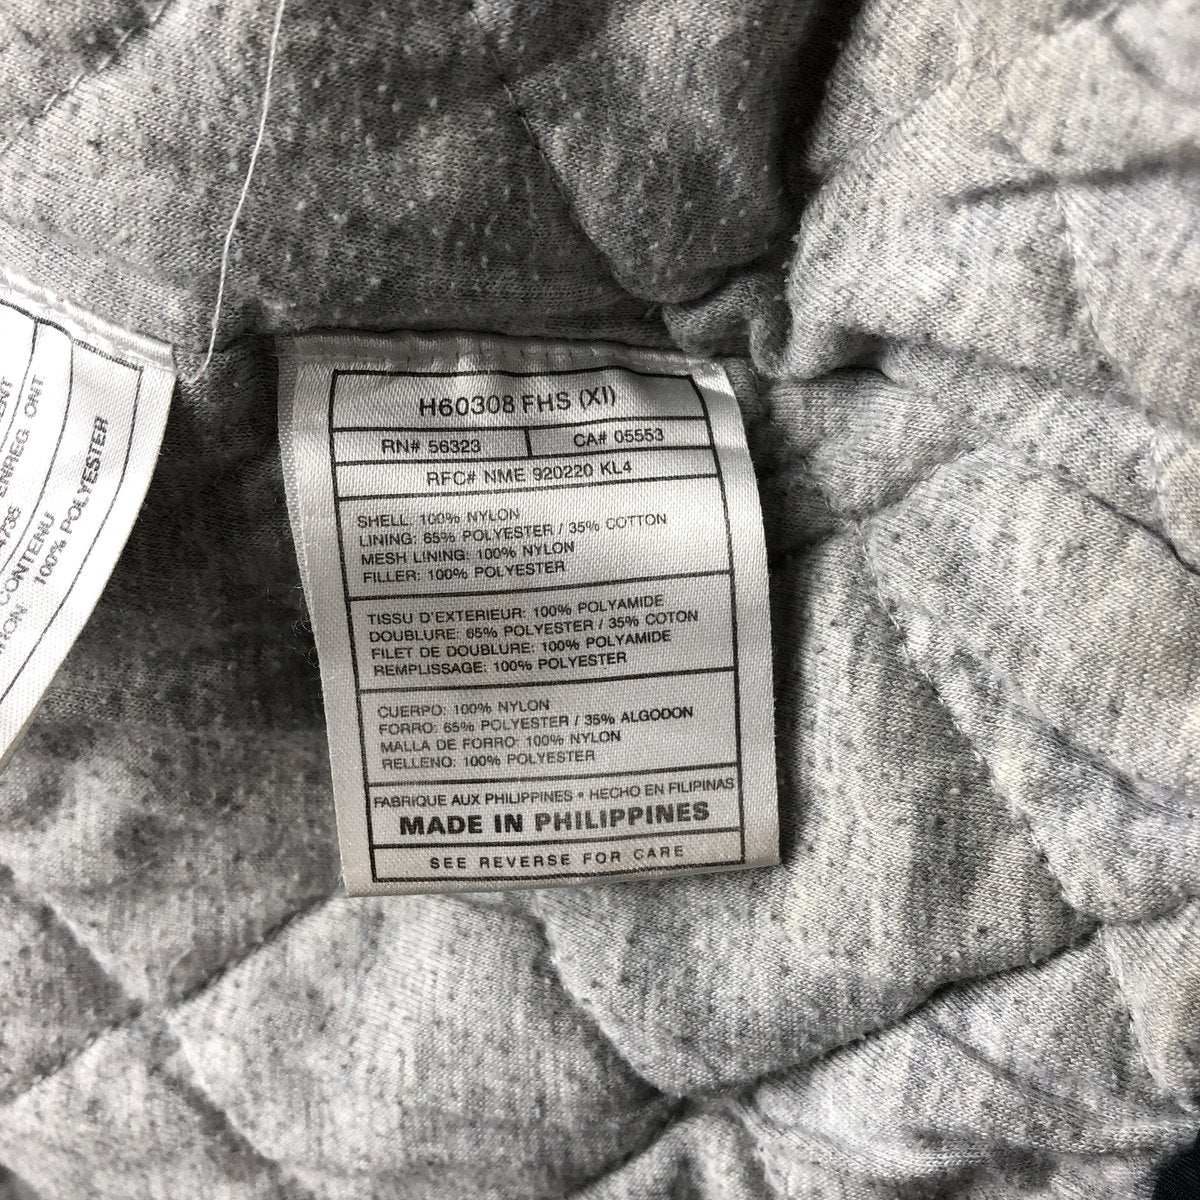 H60308 FHS (XI)
RN# 56323
CA# 05553
RFC# NME 920220 KL4
SHELL: 100% NYLON
LINING: 65% POLYESTER / 35% COTTON
MESH LINING: 100% NYLON
FILLER: 100% POLYESTER
TISSU D'EXTERIEUR: 100% POLYAMIDE
DOUBLURE: 65% POLYESTER / 35% COTON
FILET DE DOUBLURE: 100% POLYAMIDE
REMPLISSAGE: 100% POLYESTER
CUERPO: 100% NYLON
FORRO: 65% POLYESTER / 35% ALGODON
MALLA DE FORRO: 100% NYLON
RELLENO: 100% POLYESTER
FABRIQUE AUX PHILIPPINES • HECHO EN FILIPINAS
MADE IN PHILIPPINES
SEE REVERSE FOR CARE
ENREG ONT
4736
CONTENU
100% POLYESTER